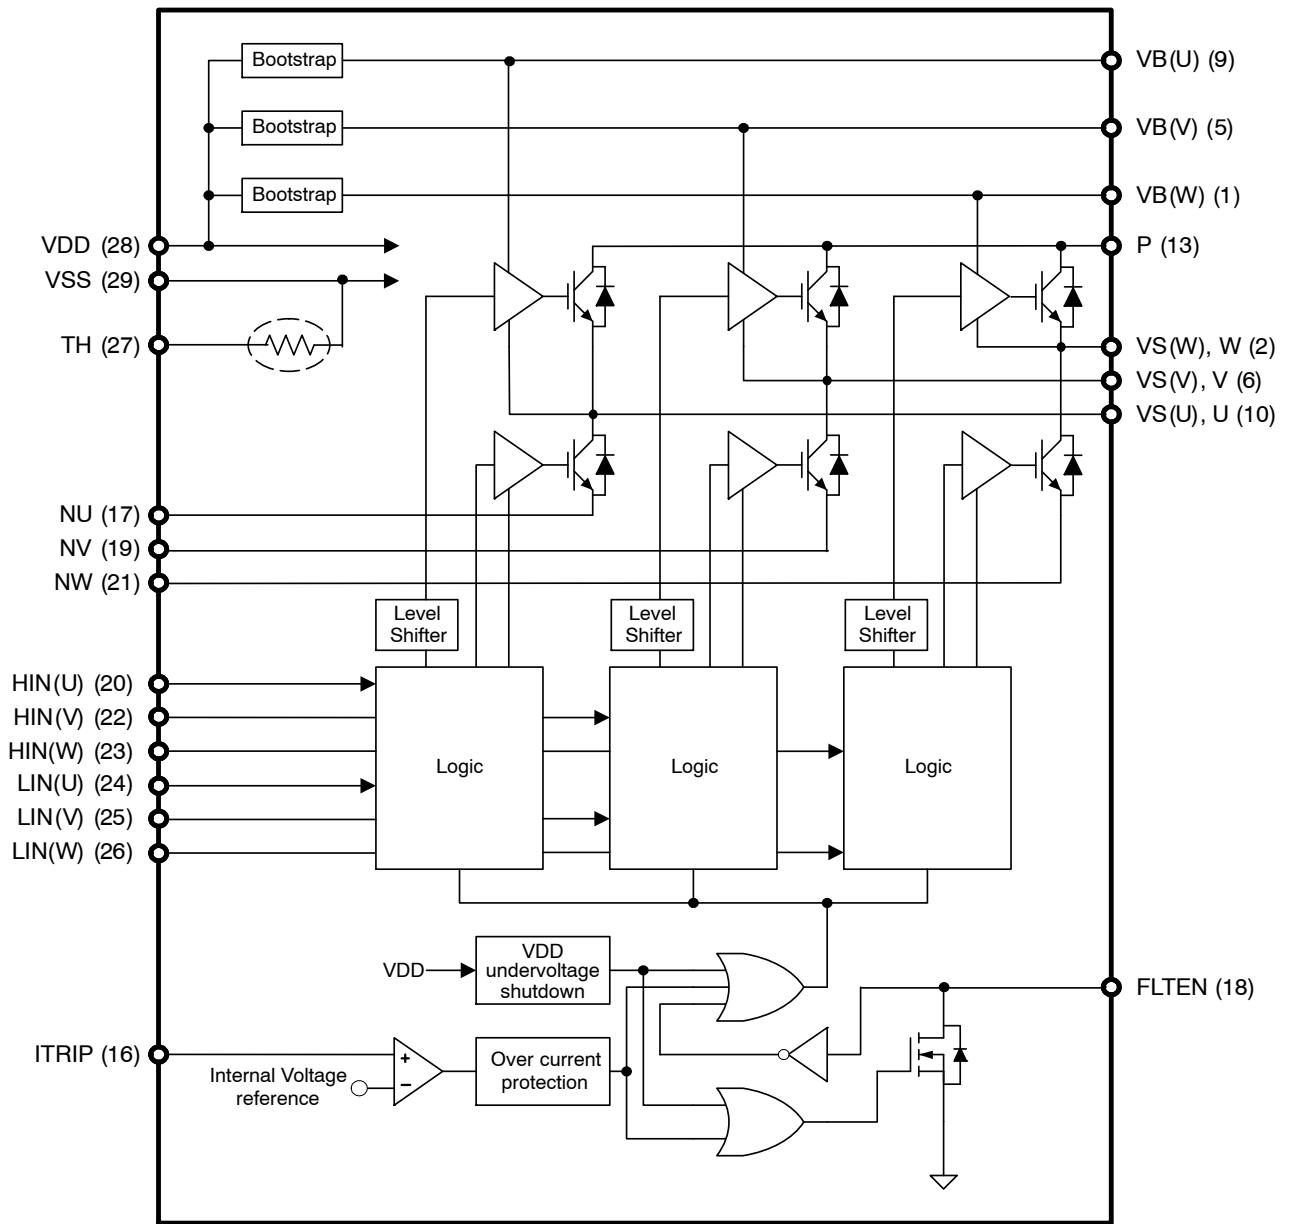 Bootstrap
VB(U) (9)
Bootstrap
VB(V) (5)
Bootstrap
VB(W) (1)
VDD (28)
P (13)
VSS (29)
TH (27)
VS(W), W (2)
VS(V), V (6)
VS(U), U (10)
NU (17)
NV (19)
NW (21)
Level
Shifter
Level
Shifter
Level
Shifter
HIN(U) (20)
HIN(V) (22)
HIN(W) (23)
LIN(U) (24)
LIN(V) (25)
LIN(W) (26)
Logic
Logic
Logic
VDD
VDD
undervoltage
shutdown
FLTEN (18)
ITRIP (16)
+
−
Internal Voltage
reference
Over current
protection